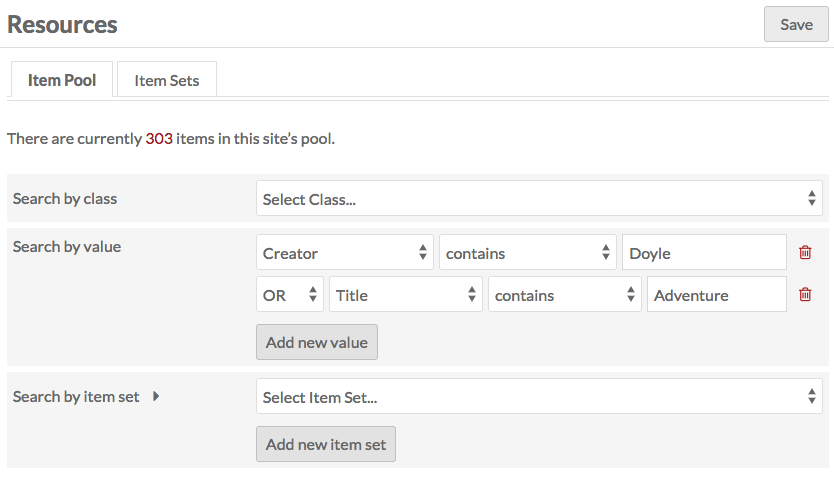 Resources Save
Item Pool Item Sets
There are currently 303 items in this site's pool.
Search by class Select Class...
Search by value Creator contains Doyle
OR Title contains Adventure
Add new value
Search by item set Select Item Set...
Add new item set